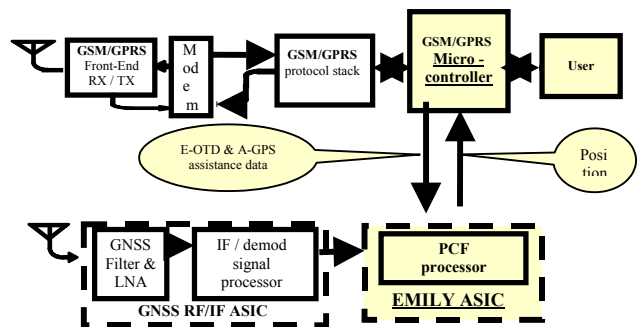 GSM/GPRS
Front-End
RX / TX
M
o
d
e
m
GSM/GPRS
protocol stack
GSM/GPRS
Micro -
controller
User
E-OTD & A-GPS
assistance data
Posi
tion
GNSS
Filter &
LNA
IF / demod
signal
processor
GNSS RF/IF ASIC
PCF
processor
EMILY ASIC